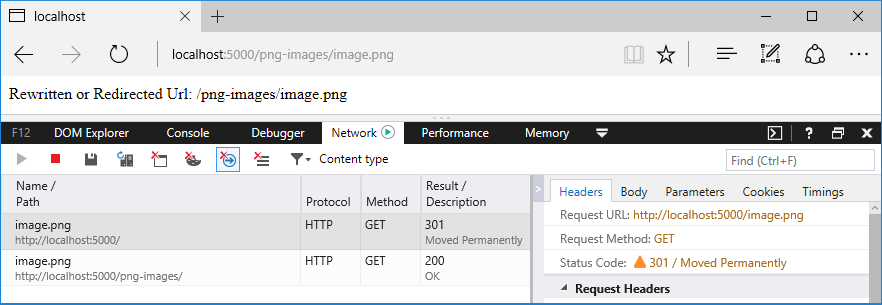 localhost
localhost:5000/png-images/image.png
Rewritten or Redirected Url: /png-images/image.png
F12 DOM Explorer Console Debugger Network Performance Memory ?
Content type Find (Ctrl+F)
Name / Path Protocol Method Result / Description
Headers Body Parameters Cookies Timings
image.png HTTP GET 301
http://localhost:5000/ Moved Permanently
image.png HTTP GET 200
http://localhost:5000/png-images/ OK
Request URL: http://localhost:5000/image.png
Request Method: GET
Status Code: 301 / Moved Permanently
Request Headers